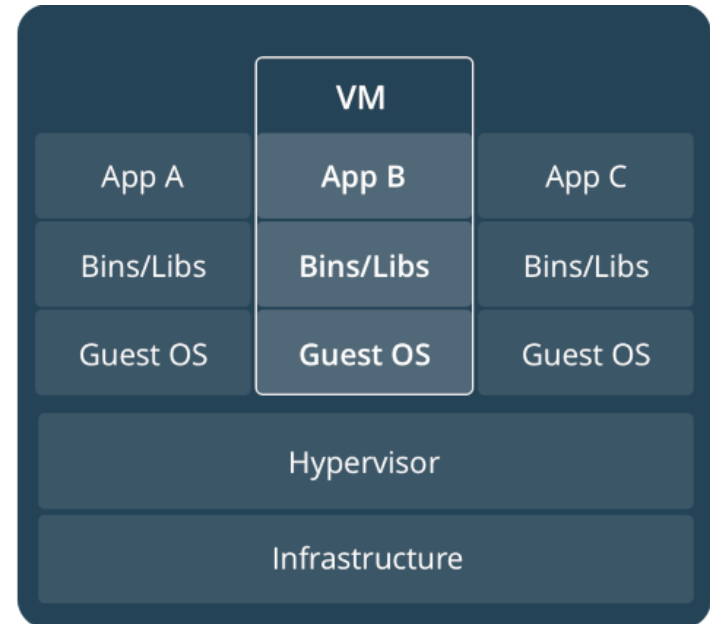 VM
App A App B App C
Bins/Libs Bins/Libs Bins/Libs
Guest OS Guest OS Guest OS
Hypervisor
Infrastructure